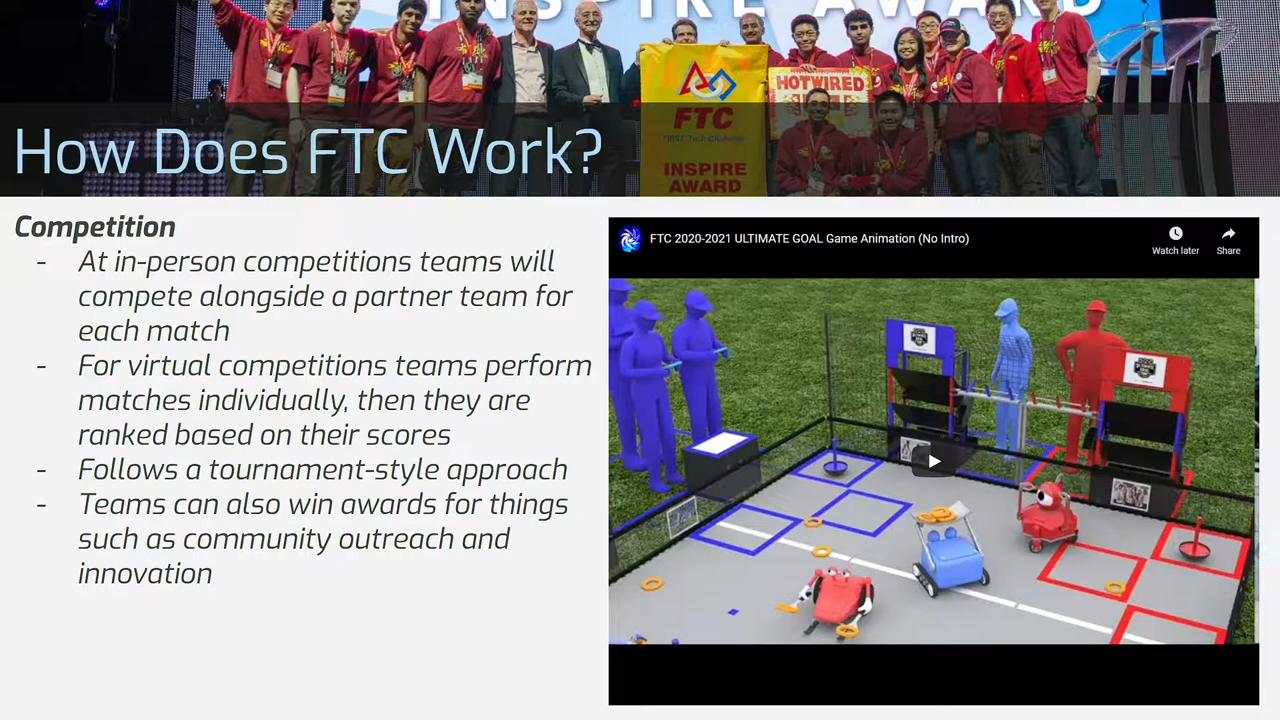 INSPIRE AWARD
HOTWIRED
FTC
INSPIRE
AWARD
How Does FTC Work?
Competition
- At in-person competitions teams will
compete alongside a partner team for
each match
- For virtual competitions teams perform
matches individually, then they are
ranked based on their scores
- Follows a tournament-style approach
- Teams can also win awards for things
such as community outreach and
innovation
FTC 2020-2021 ULTIMATE GOAL Game Animation (No Intro)
Watch later
Share